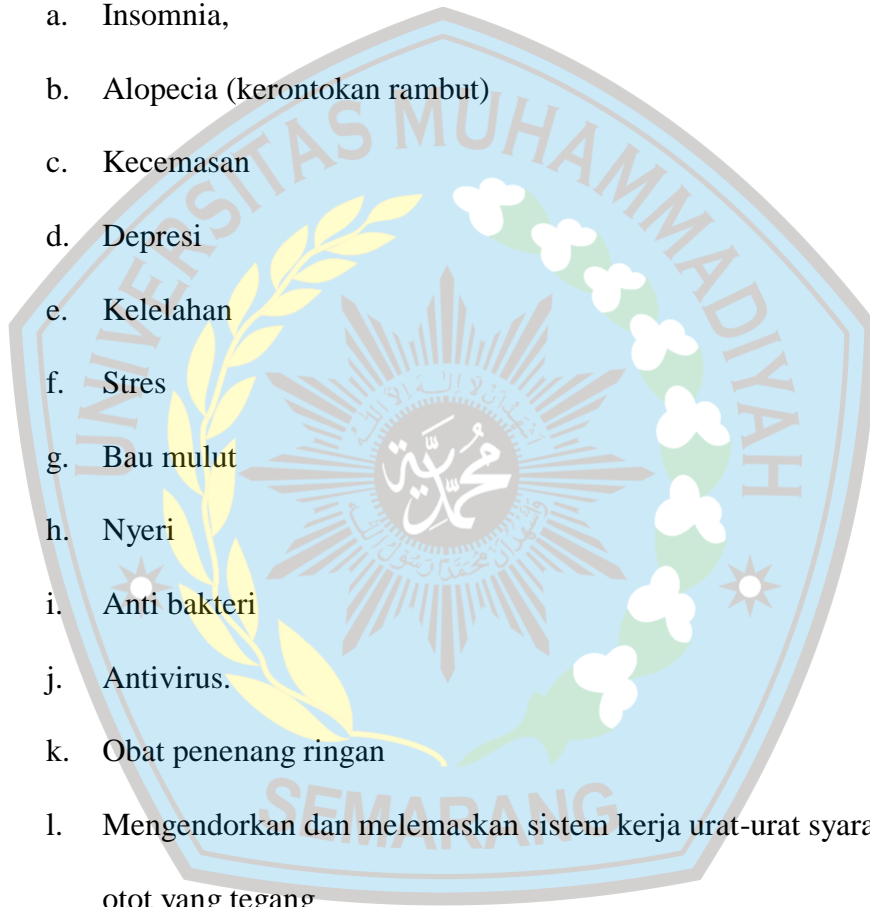 a. Insomnia,
b. Alopecia (kerontokan rambut)
c. Kecemasan
d. Depresi
e. Kelelahan
f. Stres
g. Bau mulut
h. Nyeri
i. Anti bakteri
j. Antivirus.
k. Obat penenang ringan
l. Mengendorkan dan melemaskan sistem kerja urat-urat
otot yang tegang
UNIVERSITAS MUHAMMADIYAH
SEMARANG
محمدية